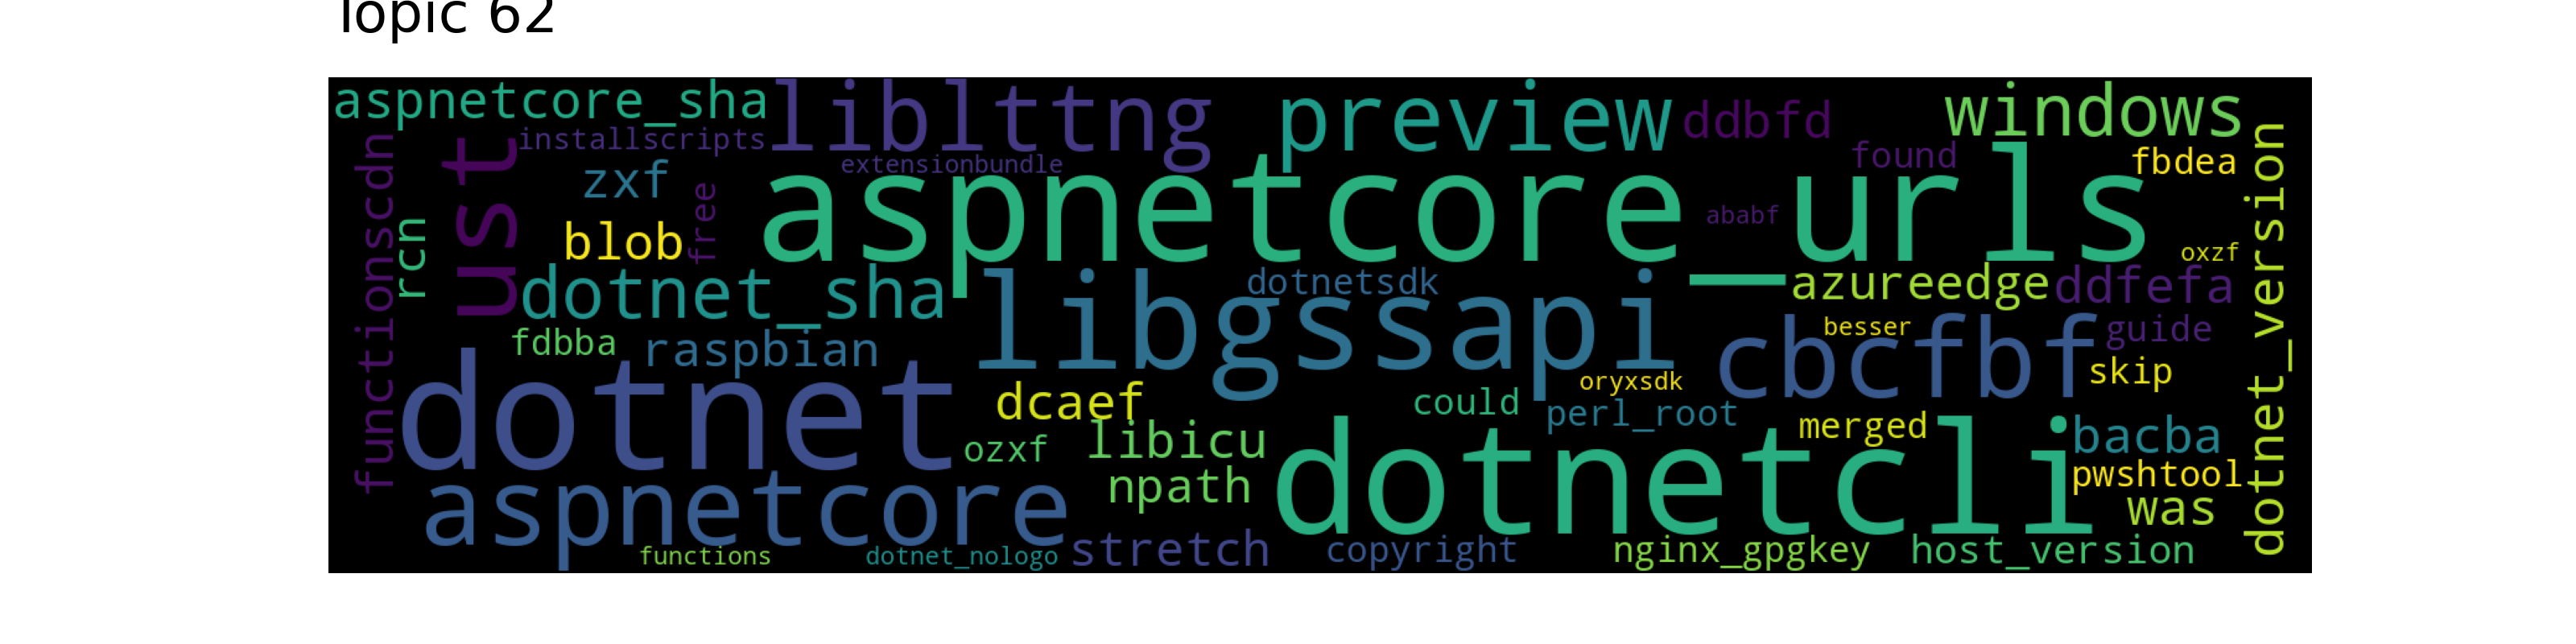 Topic 62
aspnetcore_sha liblttng preview ddbfd windows
installscripts extensionbundle found fbdea
functionscdn rcn ust zxf free blob aspnetcore_urls ababf oxzf dotnet_version
dotnet_sha libgssapi dotnetsdk azureedge ddfefa
fdbba raspbian cbcfbf besser guide
dotnet dcaef oryxsdk could perl_root skip
ozxf libicu merged bacba
aspnetcore npath dotnetcli pwshtool was
functions dotnet_nologo stretch copyright nginx_gpgkey host_version